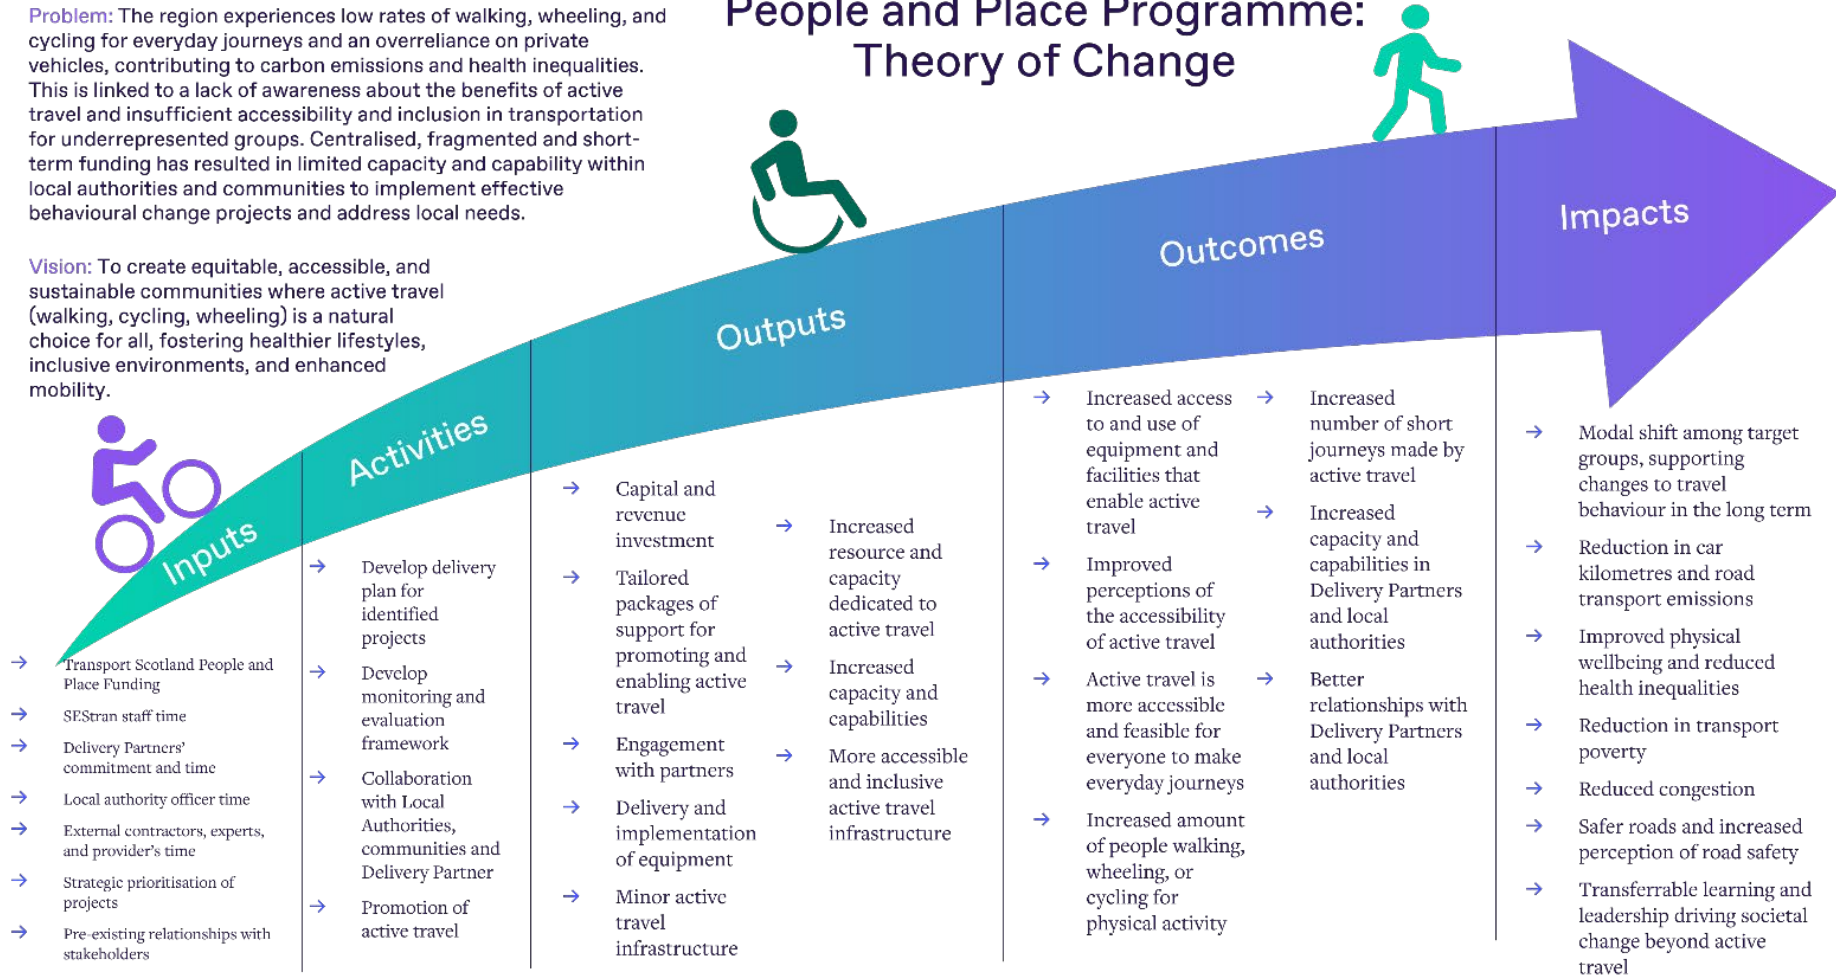 People and Place Programme:
Theory of Change
Problem: The region experiences low rates of walking, wheeling, and
cycling for everyday journeys and an overreliance on private
vehicles, contributing to carbon emissions and health inequalities.
This is linked to a lack of awareness about the benefits of active
travel and insufficient accessibility and inclusion in transportation
for underrepresented groups. Centralised, fragmented and short-
term funding has resulted in limited capacity and capability within
local authorities and communities to implement effective
behavioural change projects and address local needs.
Vision: To create equitable, accessible, and
sustainable communities where active travel
(walking, cycling, wheeling) is a natural
choice for all, fostering healthier lifestyles,
inclusive environments, and enhanced
mobility.
Inputs
→ Transport Scotland People and
Place Funding
→ SEStran staff time
→ Delivery Partners'
commitment and time
→ Local authority officer time
→ External contractors, experts,
and provider's time
→ Strategic prioritisation of
projects
→ Pre-existing relationships with
stakeholders
Activities
→ Develop delivery
plan for
identified
projects
→ Develop
monitoring and
evaluation
framework
→ Collaboration
with Local
Authorities,
communities and
Delivery Partner
→ Promotion of
active travel
Outputs
→ Capital and
revenue
investment
→ Tailored
packages of
support for
promoting and
enabling active
travel
→ Engagement
with partners
→ Delivery and
implementation
of equipment
→ Minor active
travel
infrastructure
→ Increased
resource and
capacity
dedicated to
active travel
→ Increased
capacity and
capabilities
→ More accessible
and inclusive
active travel
infrastructure
Outcomes
→ Increased access
to and use of
equipment and
facilities that
enable active
travel
→ Improved
perceptions of
the accessibility
of active travel
→ Active travel is
more accessible
and feasible for
everyone to make
everyday journeys
→ Increased amount
of people walking,
wheeling, or
cycling for
physical activity
→ Increased
number of short
journeys made by
active travel
→ Increased
capacity and
capabilities in
Delivery Partners
and local
authorities
→ Better
relationships with
Delivery Partners
and local
authorities
Impacts
→ Modal shift among target
groups, supporting
changes to travel
behaviour in the long term
→ Reduction in car
kilometres and road
transport emissions
→ Improved physical
wellbeing and reduced
health inequalities
→ Reduction in transport
poverty
→ Reduced congestion
→ Safer roads and increased
perception of road safety
→ Transferrable learning and
leadership driving societal
change beyond active
travel